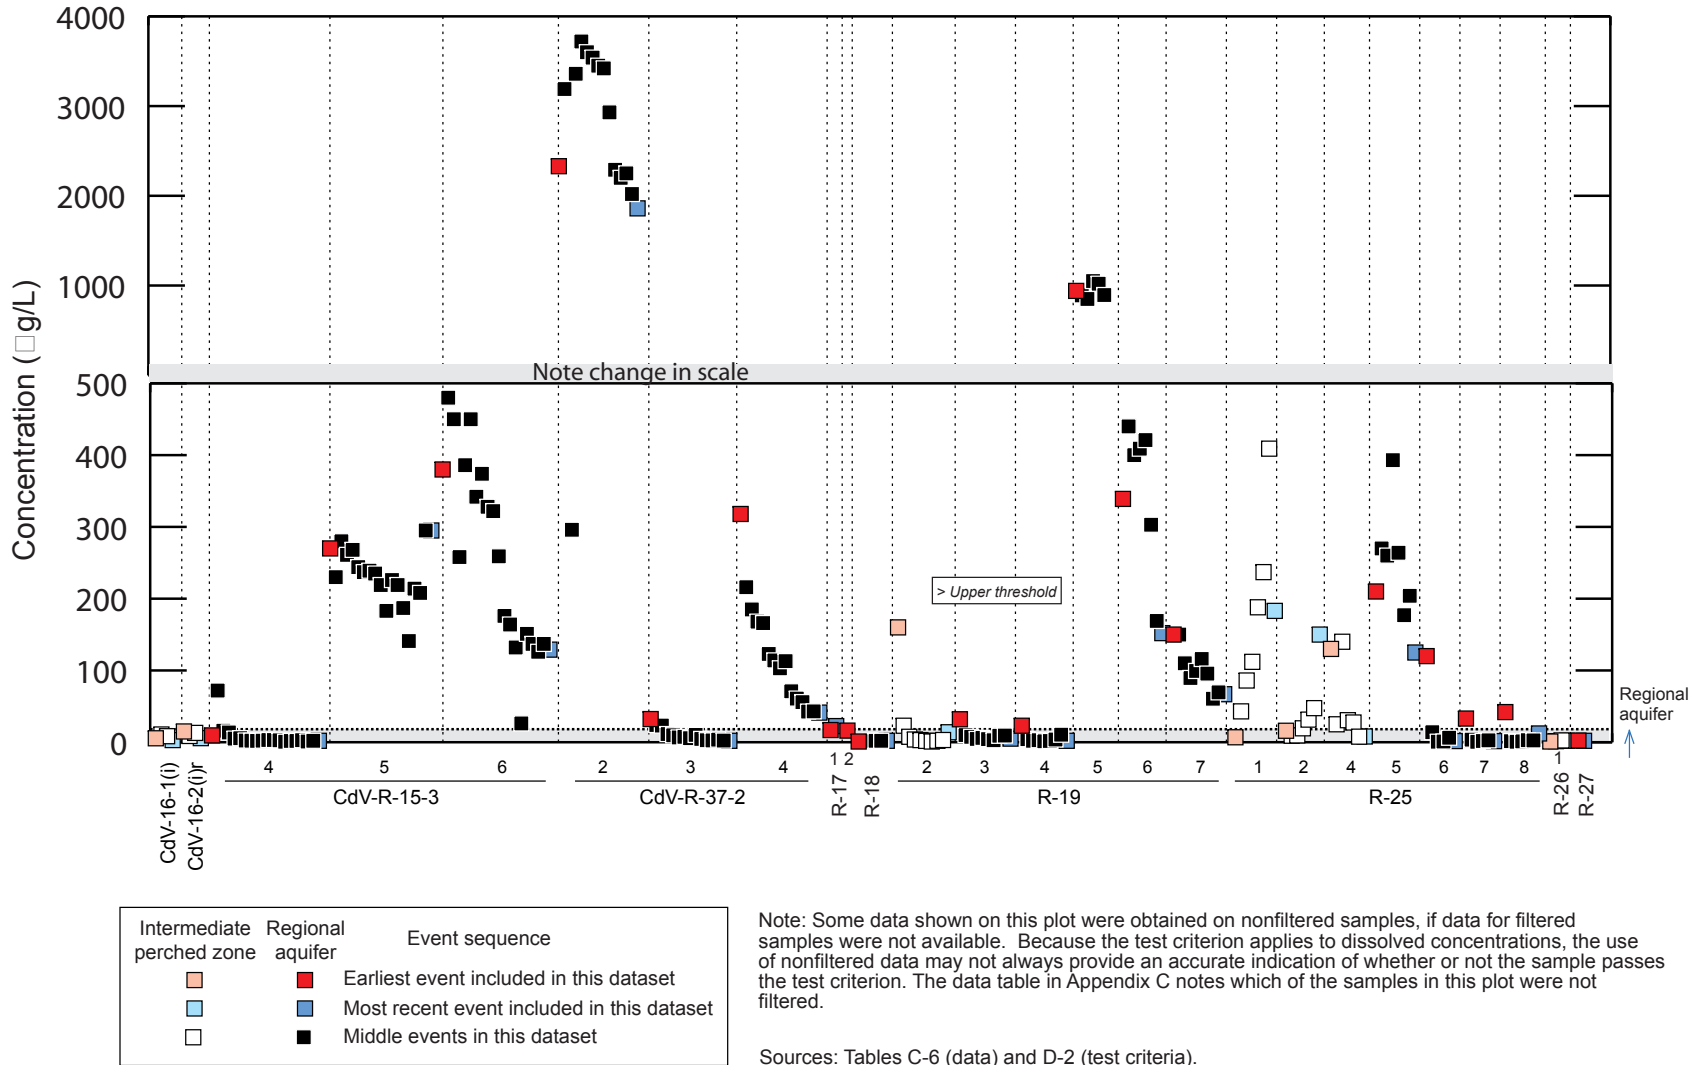 4000
3000
2000
1000
Note change in scale
500
400
300
200
100
0
Concentration (□g/L)
> Upper threshold
Regional
aquifer
4 5 6 2 3 4 1 2 2 3 4 5 6 7 1 2 4 5 6 7 8 1
CdV-16-1(i)
CdV-16-2(i)r
CdV-R-15-3
CdV-R-37-2
R-17
R-18
R-19
R-25
R-26
R-27
Intermediate perched zone
Regional aquifer
Event sequence
Earliest event included in this dataset
Most recent event included in this dataset
Middle events in this dataset
Note: Some data shown on this plot were obtained on nonfiltered samples, if data for filtered
samples were not available. Because the test criterion applies to dissolved concentrations, the use
of nonfiltered data may not always provide an accurate indication of whether or not the sample passes
the test criterion. The data table in Appendix C notes which of the samples in this plot were not
filtered.
Sources: Tables C-6 (data) and D-2 (test criteria).